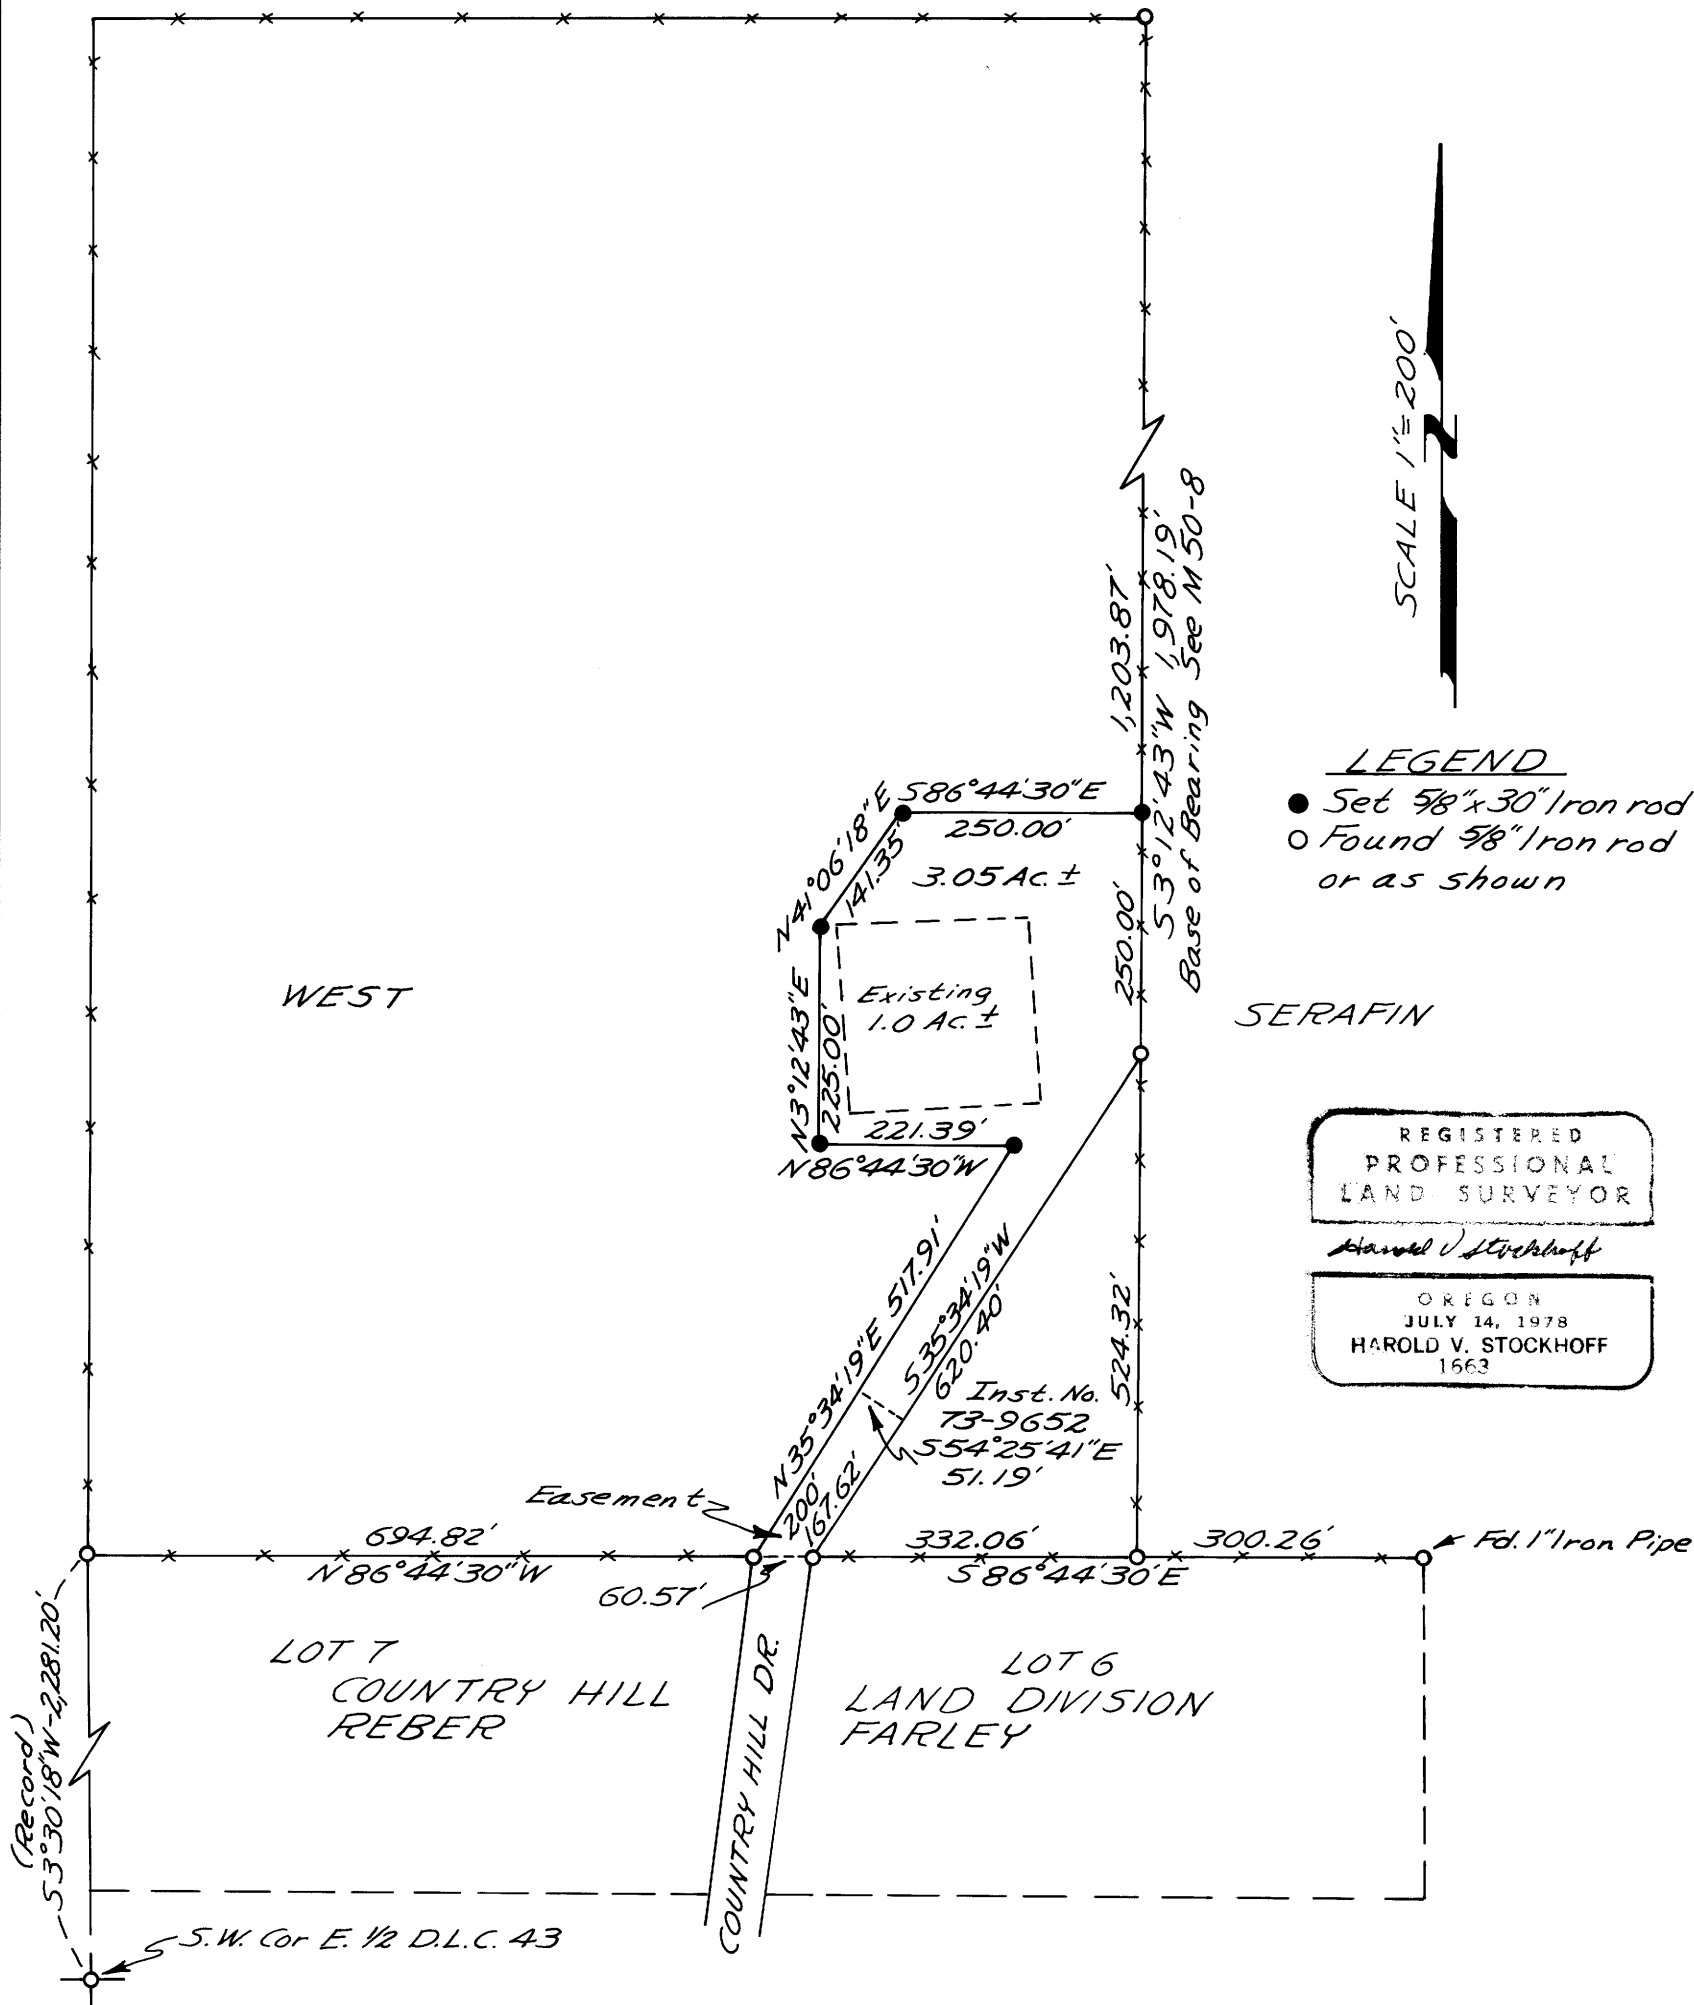 SCALE 1"=200'
N
1,203.87'
S3°12'43"W 1,978.19'
Base of Bearing See M50-8
LEGEND
Set 5/8"x30" Iron rod
Found 5/8" Iron rod
or as shown
S86°44'30"E
250.00'
N41°06'18"E
141.35'
3.05 Ac. ±
250.00'
N3°12'43"E
225.00'
Existing
1.0 Ac. ±
WEST
SERAFIN
221.39'
N86°44'30"W
REGISTERED
PROFESSIONAL
LAND SURVEYOR
Harold V Stockhoff
OREGON
JULY 14, 1978
HAROLD V. STOCKHOFF
1663
N35°34'19"E 517.91'
S35°34'19"W
620.40'
524.32'
Inst. No.
73-9652
S54°25'41"E
51.19'
Easement
200'
167.62'
694.82'
N86°44'30"W
60.57'
332.06'
S86°44'30"E
300.26'
Fd. 1" Iron Pipe
(Record)
S3°30'18"W-2,281.20'
LOT 7
COUNTRY HILL
REBER
COUNTRY HILL DR.
LOT 6
LAND DIVISION
FARLEY
S.W. Cor E. 1/2 D.L.C. 43